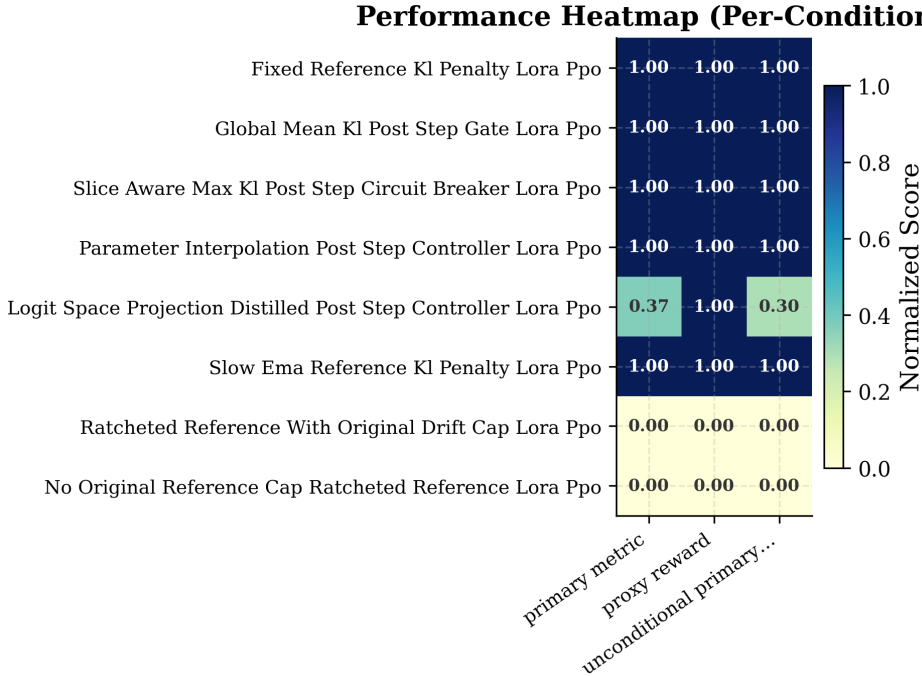 Performance Heatmap (Per-Condition
Fixed Reference Kl Penalty Lora Ppo 1.00 1.00 1.00
Global Mean Kl Post Step Gate Lora Ppo 1.00 1.00 1.00
Slice Aware Max Kl Post Step Circuit Breaker Lora Ppo 1.00 1.00 1.00
Parameter Interpolation Post Step Controller Lora Ppo 1.00 1.00 1.00
Logit Space Projection Distilled Post Step Controller Lora Ppo 0.37 1.00 0.30
Slow Ema Reference Kl Penalty Lora Ppo 1.00 1.00 1.00
Ratcheted Reference With Original Drift Cap Lora Ppo 0.00 0.00 0.00
No Original Reference Cap Ratcheted Reference Lora Ppo 0.00 0.00 0.00
primary metric
proxy reward
unconditional primary...
1.0
0.8
0.6
0.4
0.2
0.0
Normalized Score